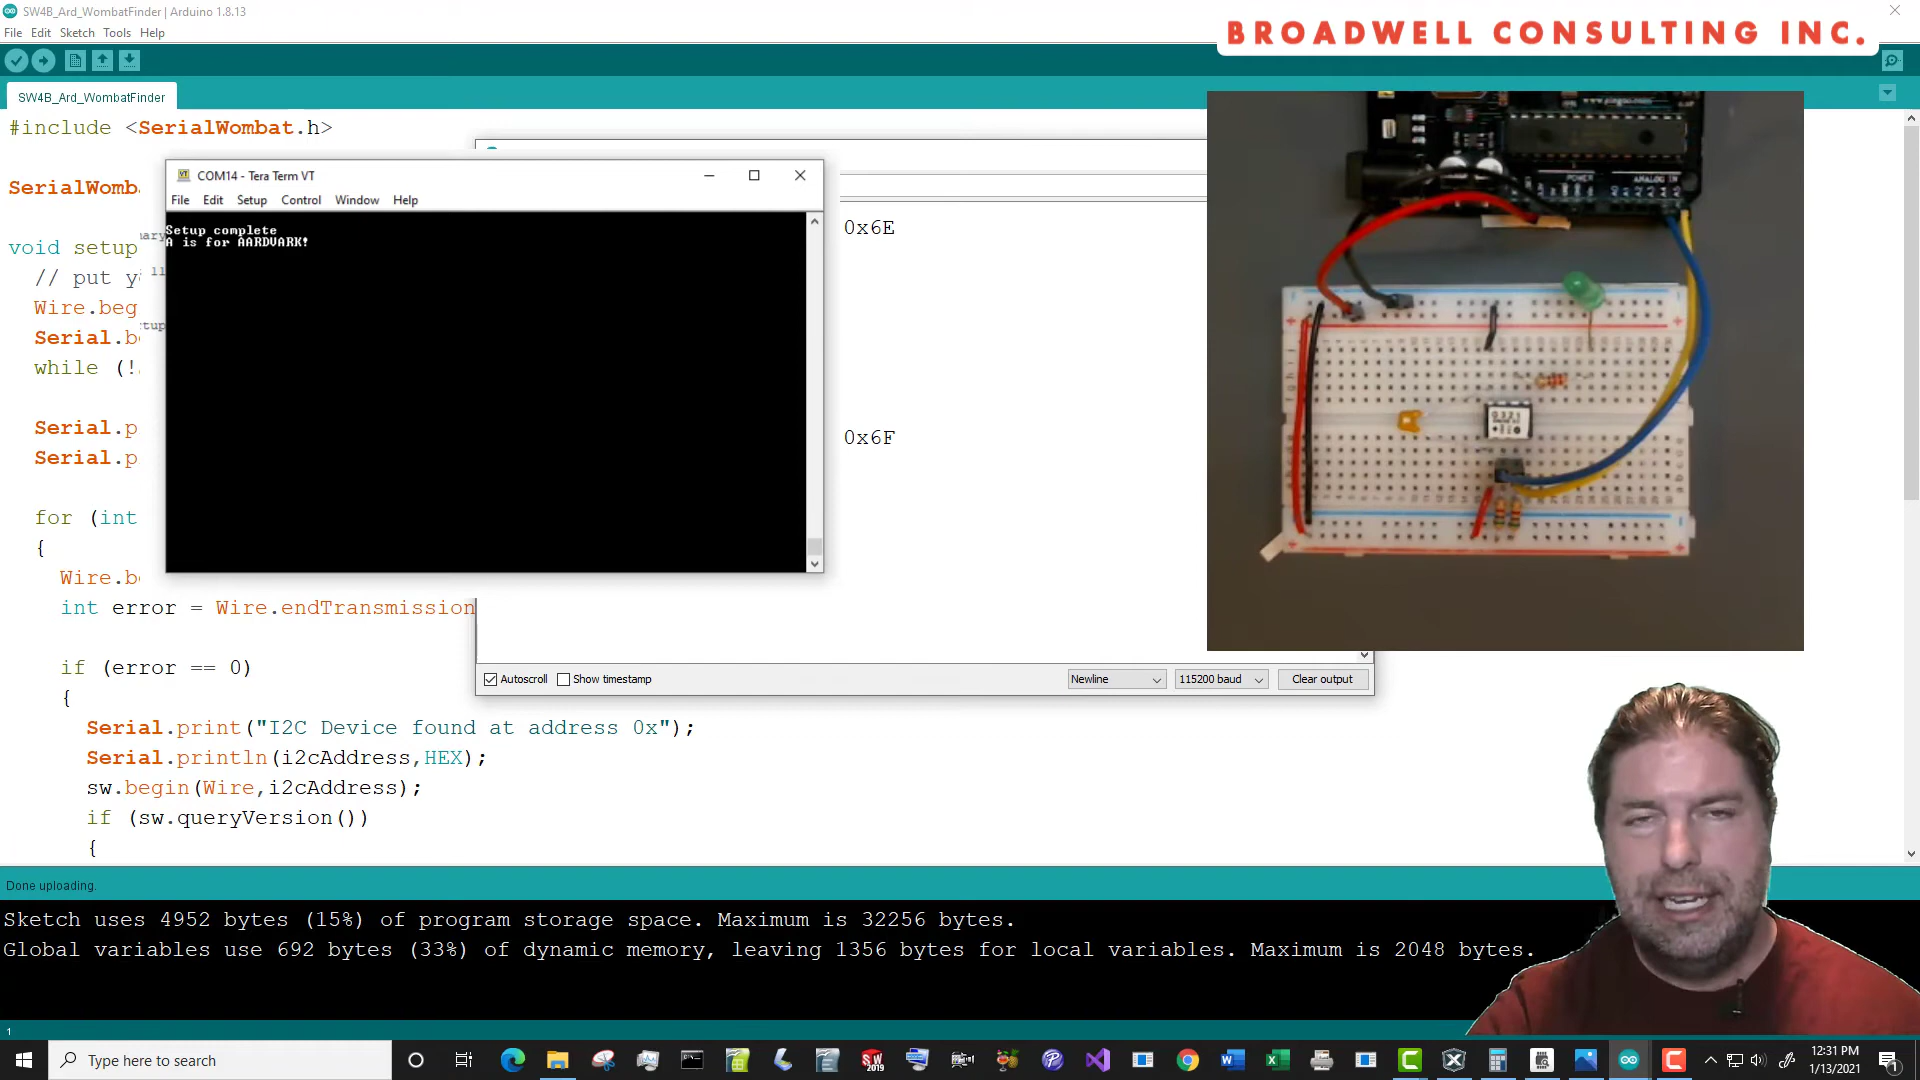 SW4B_Ard_WombatFinder | Arduino 1.8.13
File Edit Sketch Tools Help
BROADWELL CONSULTING INC.
SW4B_Ard_WombatFinder
#include <SerialWombat.h>
SerialWomb
void setup
// put y
Wire.beg
Serial.b
while (!
Serial.p
Serial.p
for (int
{
Wire.b
int error = Wire.endTransmission
if (error == 0)
{
Serial.print("I2C Device found at address 0x");
Serial.println(i2cAddress,HEX);
sw.begin(Wire,i2cAddress);
if (sw.queryVersion())
{
COM14 - Tera Term VT
File Edit Setup Control Window Help
Setup complete
A is for AARDVARK!
0x6E
0x6F
Autoscroll Show timestamp Newline 115200 baud Clear output
POWER ANALOG IN
Done uploading.
Sketch uses 4952 bytes (15%) of program storage space. Maximum is 32256 bytes.
Global variables use 692 bytes (33%) of dynamic memory, leaving 1356 bytes for local variables. Maximum is 2048 bytes.
1
Type here to search
SW
2019
12:31 PM
1/13/2021